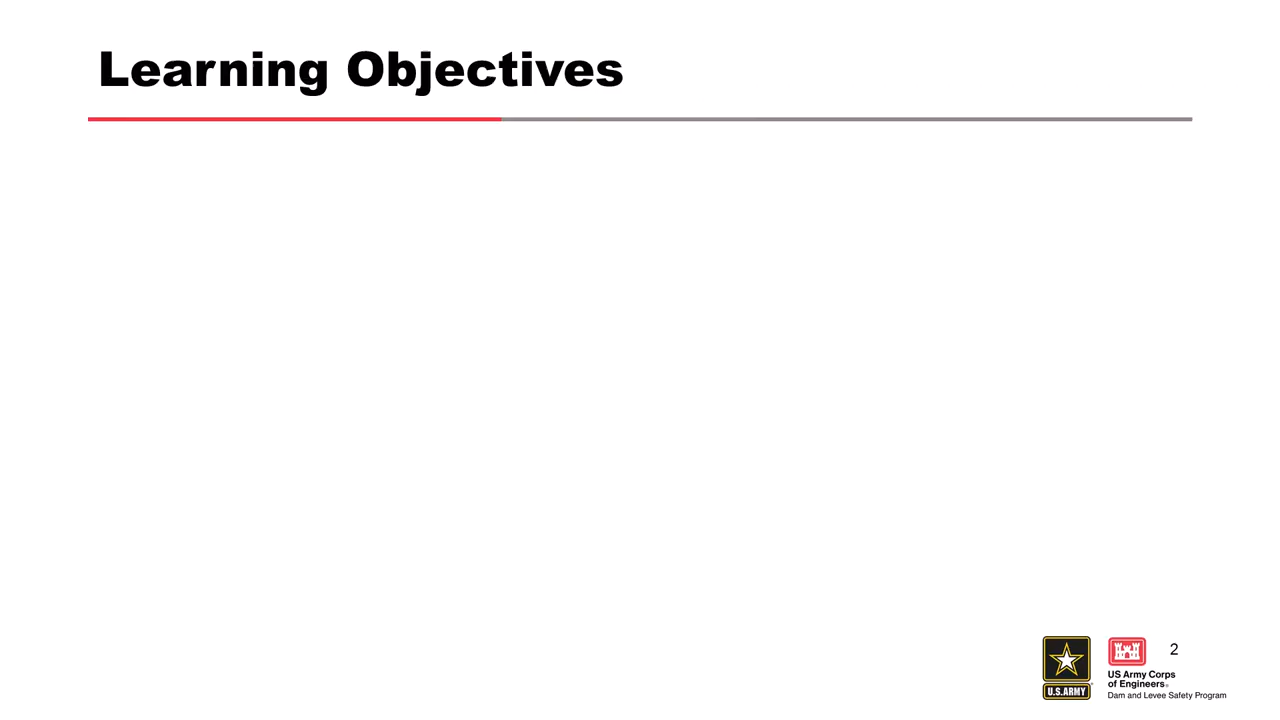 Learning Objectives
2
U.S.ARMY
US Army Corps
of Engineers®
Dam and Levee Safety Program